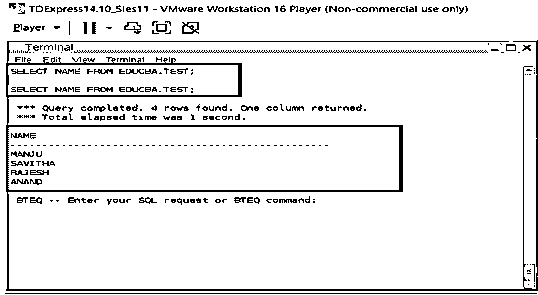 TDExpress14.10_Sles11 - VMware Workstation 16 Player (Non-commercial use only)
Player
Terminal
File Edit View Terminal Help
SELECT NAME FROM EDUCBA.TEST;
SELECT NAME FROM EDUCBA.TEST;
*** Query completed. 4 rows found. One column returned.
*** Total elapsed time was 1 second.
NAME
--------------------------------------------------
MANJU
SAVITHA
RAJESH
ANAND
BTEQ -- Enter your SQL request or BTEQ command: